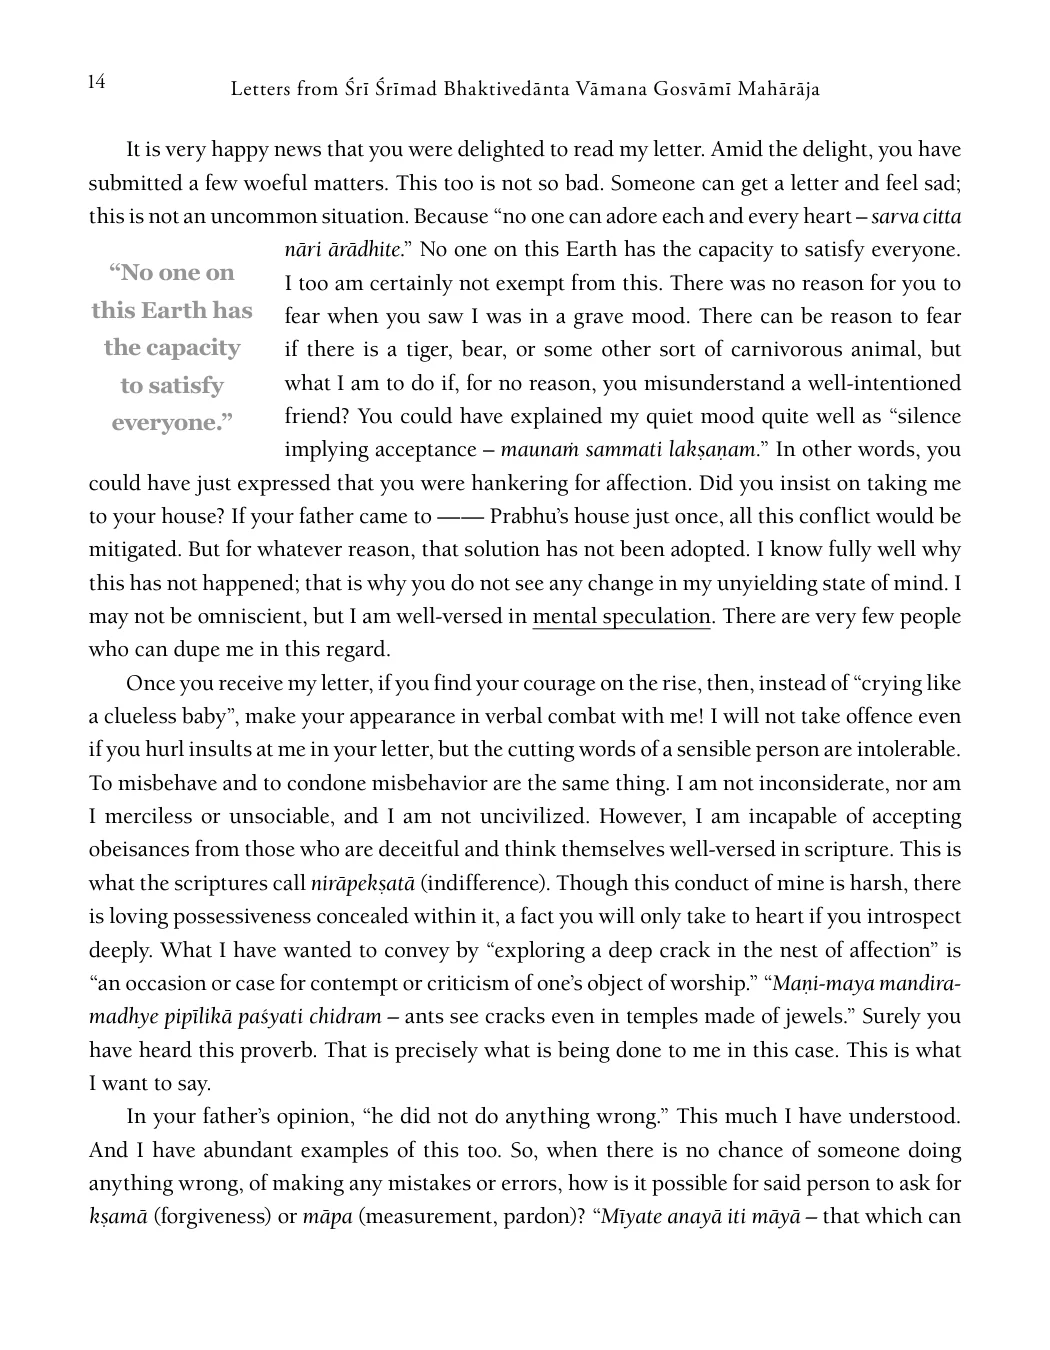 14
Letters from Śrī Śrīmad Bhaktivedānta Vāmana Gosvāmī Mahārāja
It is very happy news that you were delighted to read my letter. Amid the delight, you have
submitted a few woeful matters. This too is not so bad. Someone can get a letter and feel sad;
this is not an uncommon situation. Because “no one can adore each and every heart – sarva citta
nāri ārādhite.” No one on this Earth has the capacity to satisfy everyone.
I too am certainly not exempt from this. There was no reason for you to
fear when you saw I was in a grave mood. There can be reason to fear
if there is a tiger, bear, or some other sort of carnivorous animal, but
what I am to do if, for no reason, you misunderstand a well-intentioned
friend? You could have explained my quiet mood quite well as “silence
implying acceptance – maunaṁ sammati lakṣaṇam.” In other words, you
“No one on
this Earth has
the capacity
to satisfy
everyone.”
could have just expressed that you were hankering for affection. Did you insist on taking me
to your house? If your father came to —— Prabhu’s house just once, all this conflict would be
mitigated. But for whatever reason, that solution has not been adopted. I know fully well why
this has not happened; that is why you do not see any change in my unyielding state of mind. I
may not be omniscient, but I am well-versed in mental speculation. There are very few people
who can dupe me in this regard.
Once you receive my letter, if you find your courage on the rise, then, instead of “crying like
a clueless baby”, make your appearance in verbal combat with me! I will not take offence even
if you hurl insults at me in your letter, but the cutting words of a sensible person are intolerable.
To misbehave and to condone misbehavior are the same thing. I am not inconsiderate, nor am
I merciless or unsociable, and I am not uncivilized. However, I am incapable of accepting
obeisances from those who are deceitful and think themselves well-versed in scripture. This is
what the scriptures call nirāpekṣatā (indifference). Though this conduct of mine is harsh, there
is loving possessiveness concealed within it, a fact you will only take to heart if you introspect
deeply. What I have wanted to convey by “exploring a deep crack in the nest of affection” is
“an occasion or case for contempt or criticism of one’s object of worship.” “Maṇi-maya mandira-
madhye pipīlikā paśyati chidram – ants see cracks even in temples made of jewels.” Surely you
have heard this proverb. That is precisely what is being done to me in this case. This is what
I want to say.
In your father’s opinion, “he did not do anything wrong.” This much I have understood.
And I have abundant examples of this too. So, when there is no chance of someone doing
anything wrong, of making any mistakes or errors, how is it possible for said person to ask for
kṣamā (forgiveness) or māpa (measurement, pardon)? “Mīyate anayā iti māyā – that which can